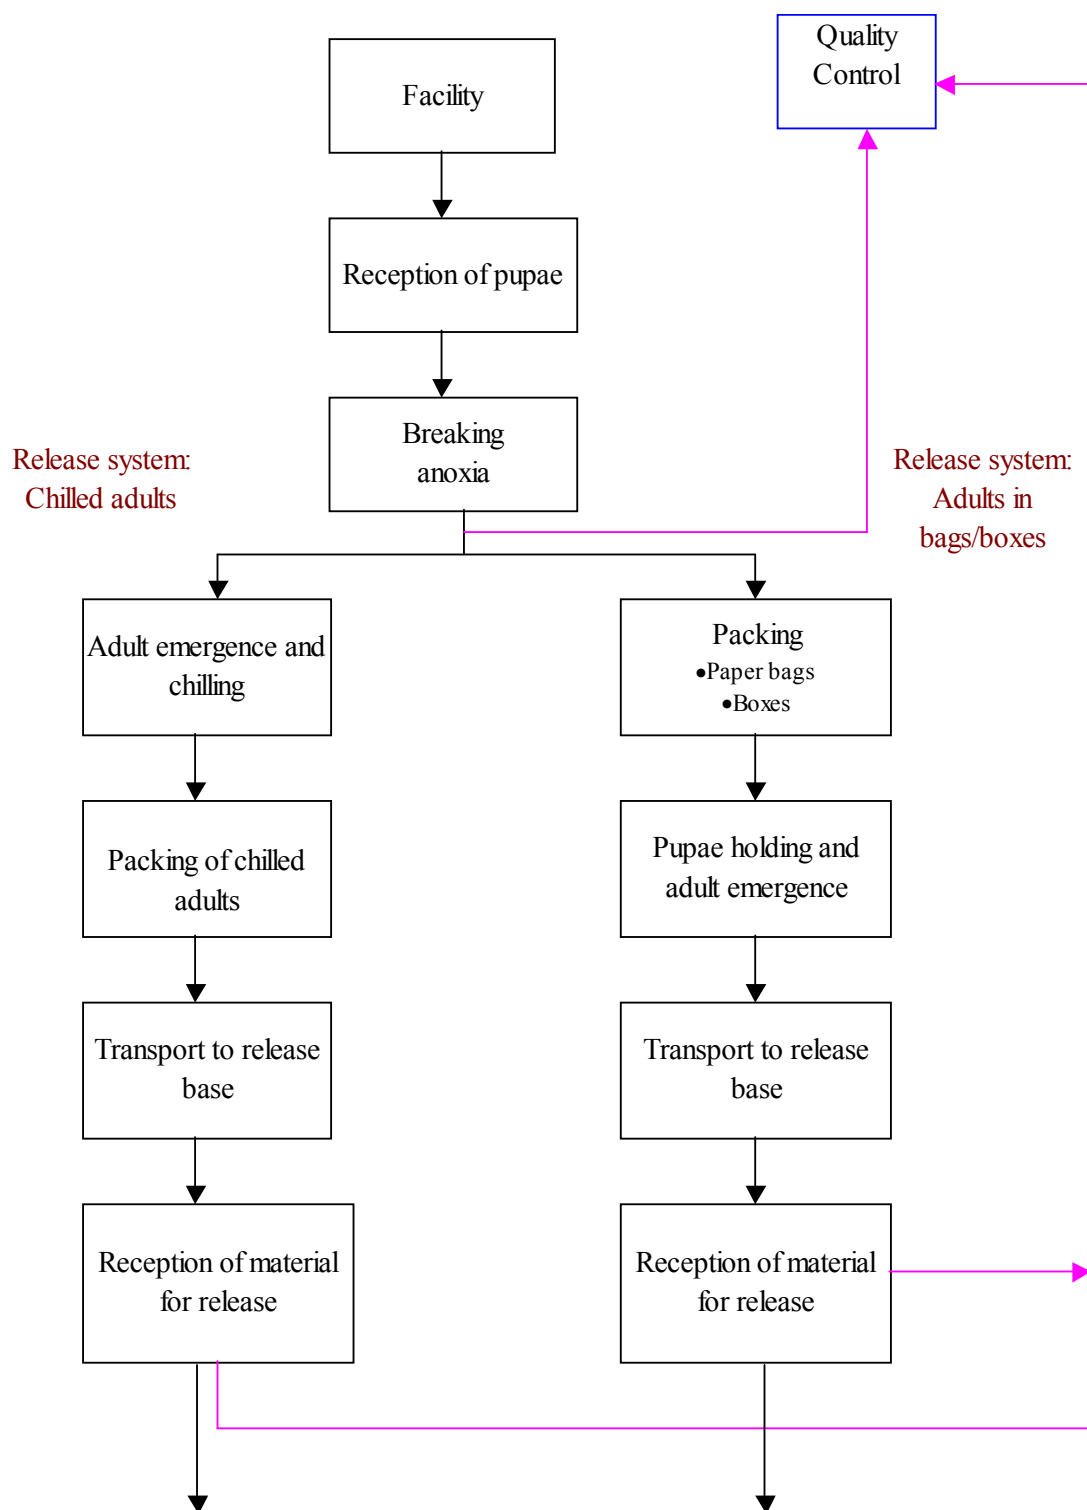 Quality
Control
Facility
Reception of pupae
Breaking
anoxia
Release system:
Chilled adults
Release system:
Adults in
bags/boxes
Adult emergence and
chilling
Packing
•Paper bags
•Boxes
Packing of chilled
adults
Pupae holding and
adult emergence
Transport to release
base
Transport to release
base
Reception of material
for release
Reception of material
for release